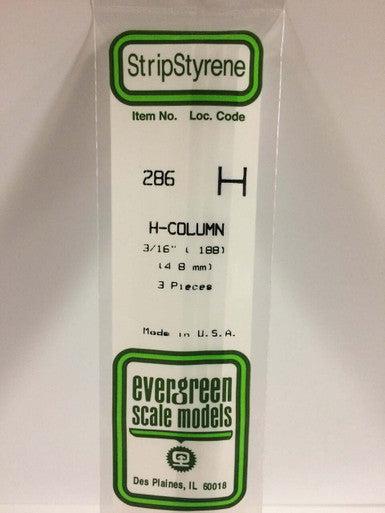 StripStyrene
Item No. Loc. Code
286 H
H-COLUMN
3/16" ( 188)
(4 8 mm)
3 Pieces
Made in U.S.A.
evergreen
scale models
Des Plaines, IL 60018